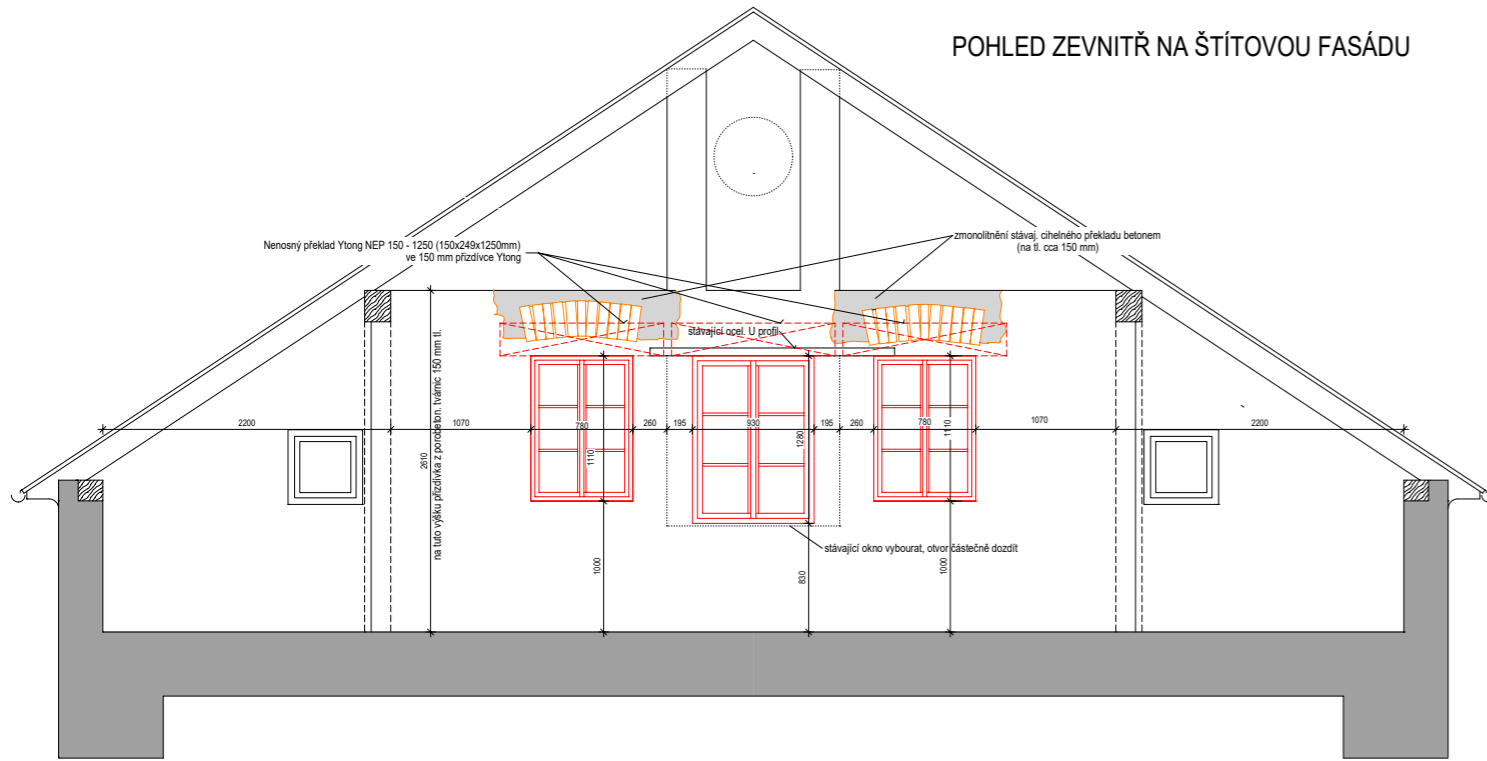 POHLED ZEVNITŘ NA ŠTÍTOVOU FASÁDU
Nenosný překlad Ytong NEP 150 - 1250 (150x249x1250mm)
ve 150 mm přizdívce Ytong
zmonolitnění stávaj. cihelného překladu betonem
(na tl. cca 150 mm)
stávající ocel. U profil
2200
1070
780
260
195
930
195
260
780
1070
2200
2610
na tuto výšku přizdívka z porobeton. tvárnic 150 mm tl.
1110
1280
1110
stávající okno vybourat, otvor částečně dozdít
1000
830
1000